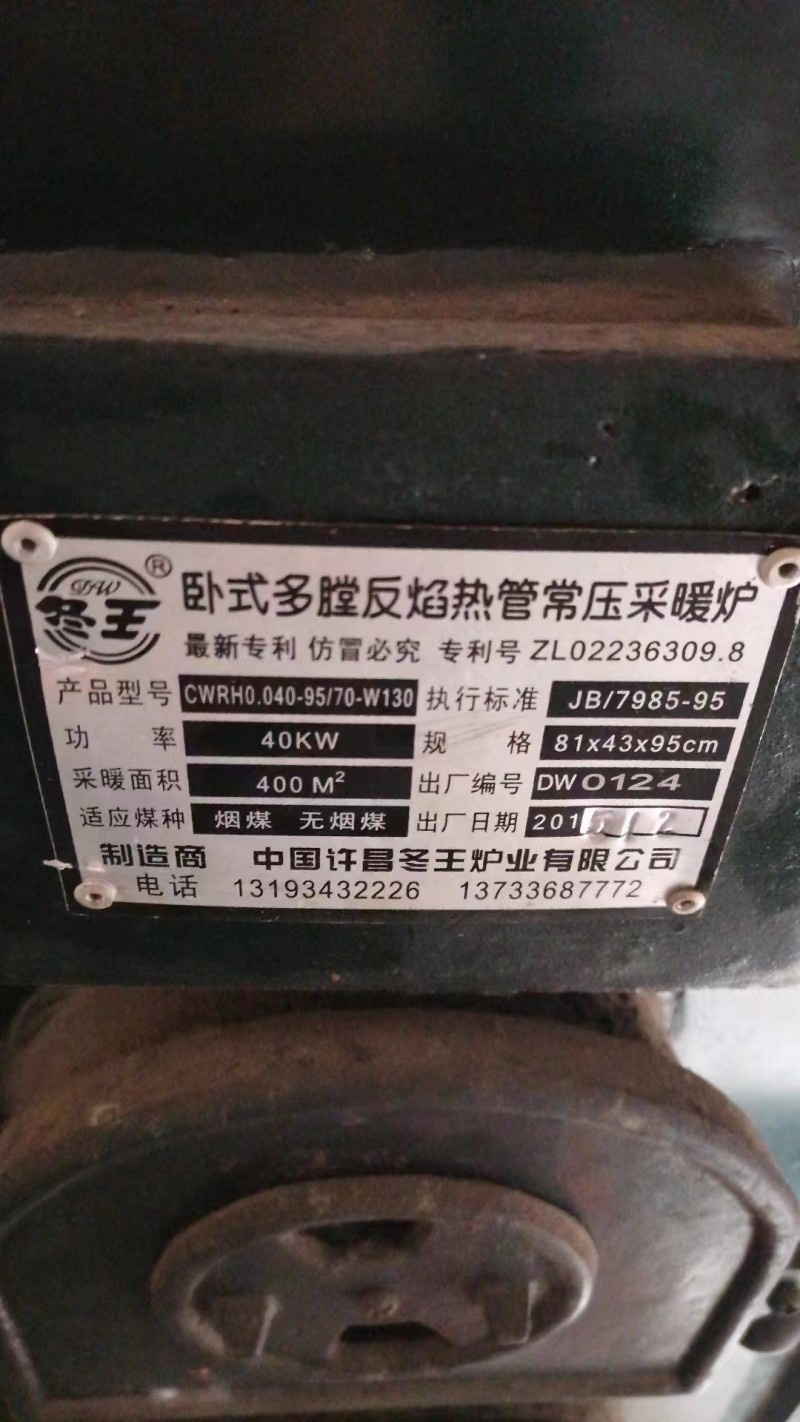 DW 冬王 ®
卧式多膛反焰热管常压采暖炉
最新专利 仿冒必究 专利号 ZL02236309.8
产品型号 CWRH0.040-95/70-W130 执行标准 JB/7985-95
功 率 40KW 规 格 81x43x95cm
采暖面积 400 M² 出厂编号 DW 0124
适应煤种 烟煤 无烟煤 出厂日期 201
制造商 中国许昌冬王炉业有限公司
电话 13193432226 13733687772